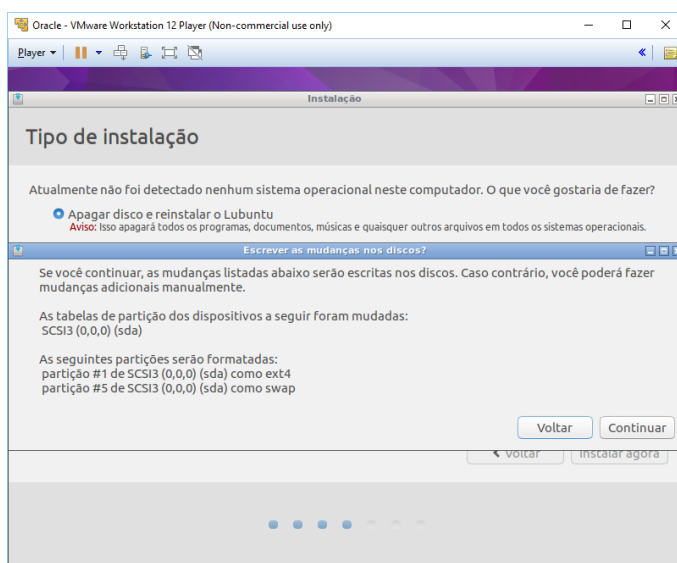 Oracle - VMware Workstation 12 Player (Non-commercial use only)
Player
Instalação
Tipo de instalação
Atualmente não foi detectado nenhum sistema operacional neste computador. O que você gostaria de fazer?
Apagar disco e reinstalar o Lubuntu
Aviso: Isso apagará todos os programas, documentos, músicas e quaisquer outros arquivos em todos os sistemas operacionais.
Escrever as mudanças nos discos?
Se você continuar, as mudanças listadas abaixo serão escritas nos discos. Caso contrário, você poderá fazer
mudanças adicionais manualmente.
As tabelas de partição dos dispositivos a seguir foram mudadas:
SCSI3 (0,0,0) (sda)
As seguintes partições serão formatadas:
partição #1 de SCSI3 (0,0,0) (sda) como ext4
partição #5 de SCSI3 (0,0,0) (sda) como swap
Voltar Continuar
Voltar Instalar agora